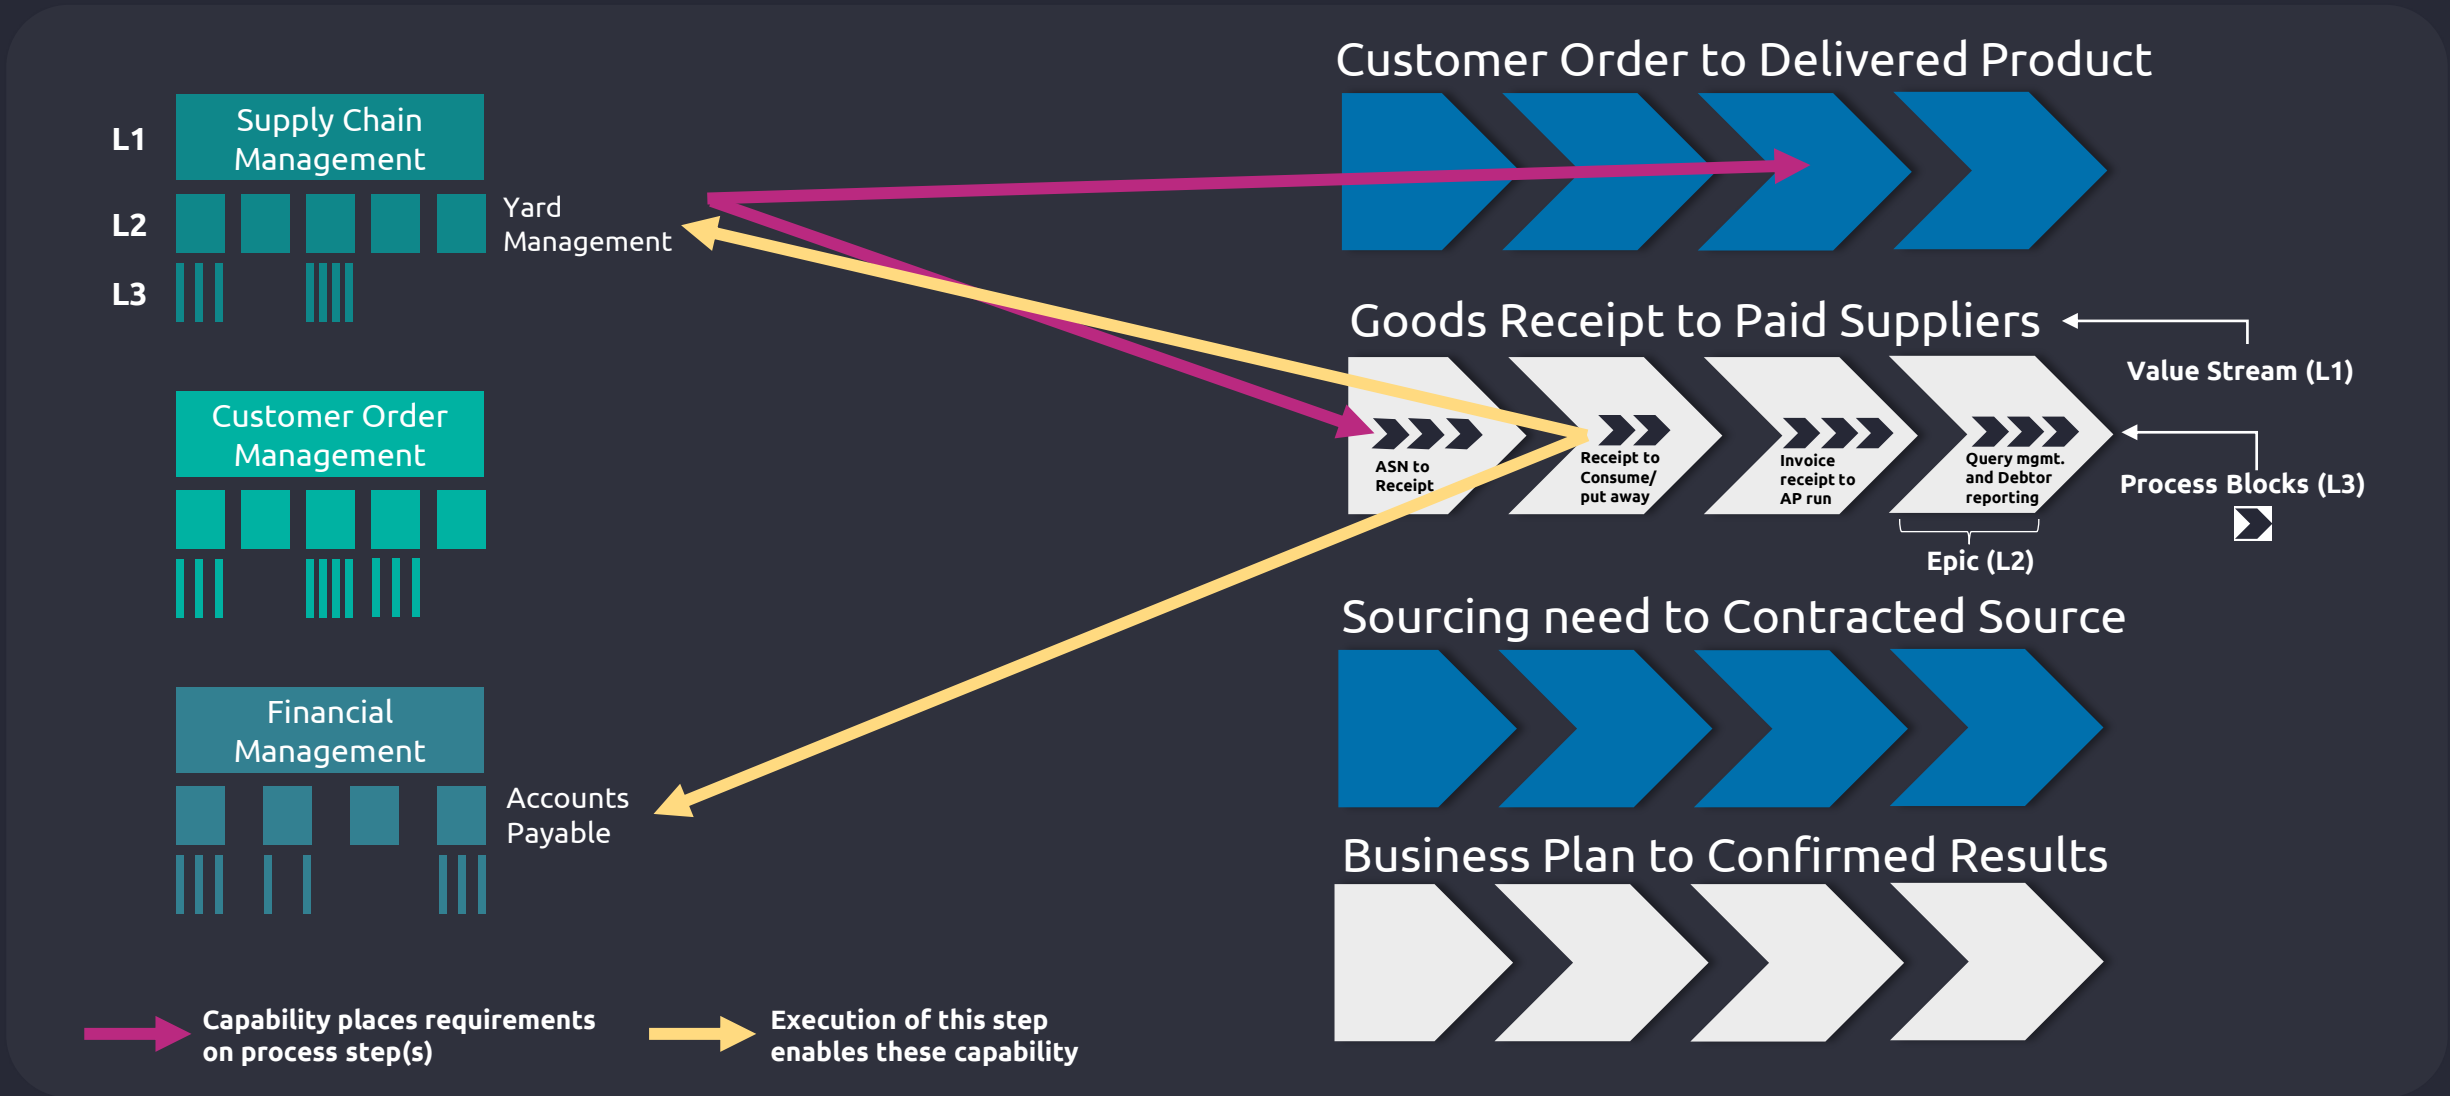 L1
Supply Chain
Management
L2
Yard
Management
L3
Customer Order
Management
Financial
Management
Accounts
Payable
Capability places requirements
on process step(s)
Execution of this step
enables these capability
Customer Order to Delivered Product
Goods Receipt to Paid Suppliers
Value Stream (L1)
ASN to
Receipt
Receipt to
Consume/
put away
Invoice
receipt to
AP run
Query mgmt.
and Debtor
reporting
Process Blocks (L3)
Epic (L2)
Sourcing need to Contracted Source
Business Plan to Confirmed Results